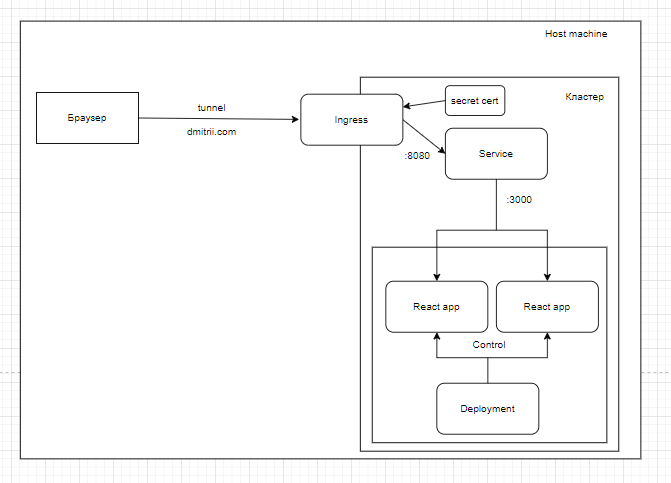 Host machine
Кластер
Браузер
tunnel
dmitrii.com
Ingress
secret cert
:8080
Service
:3000
React app
React app
Control
Deployment